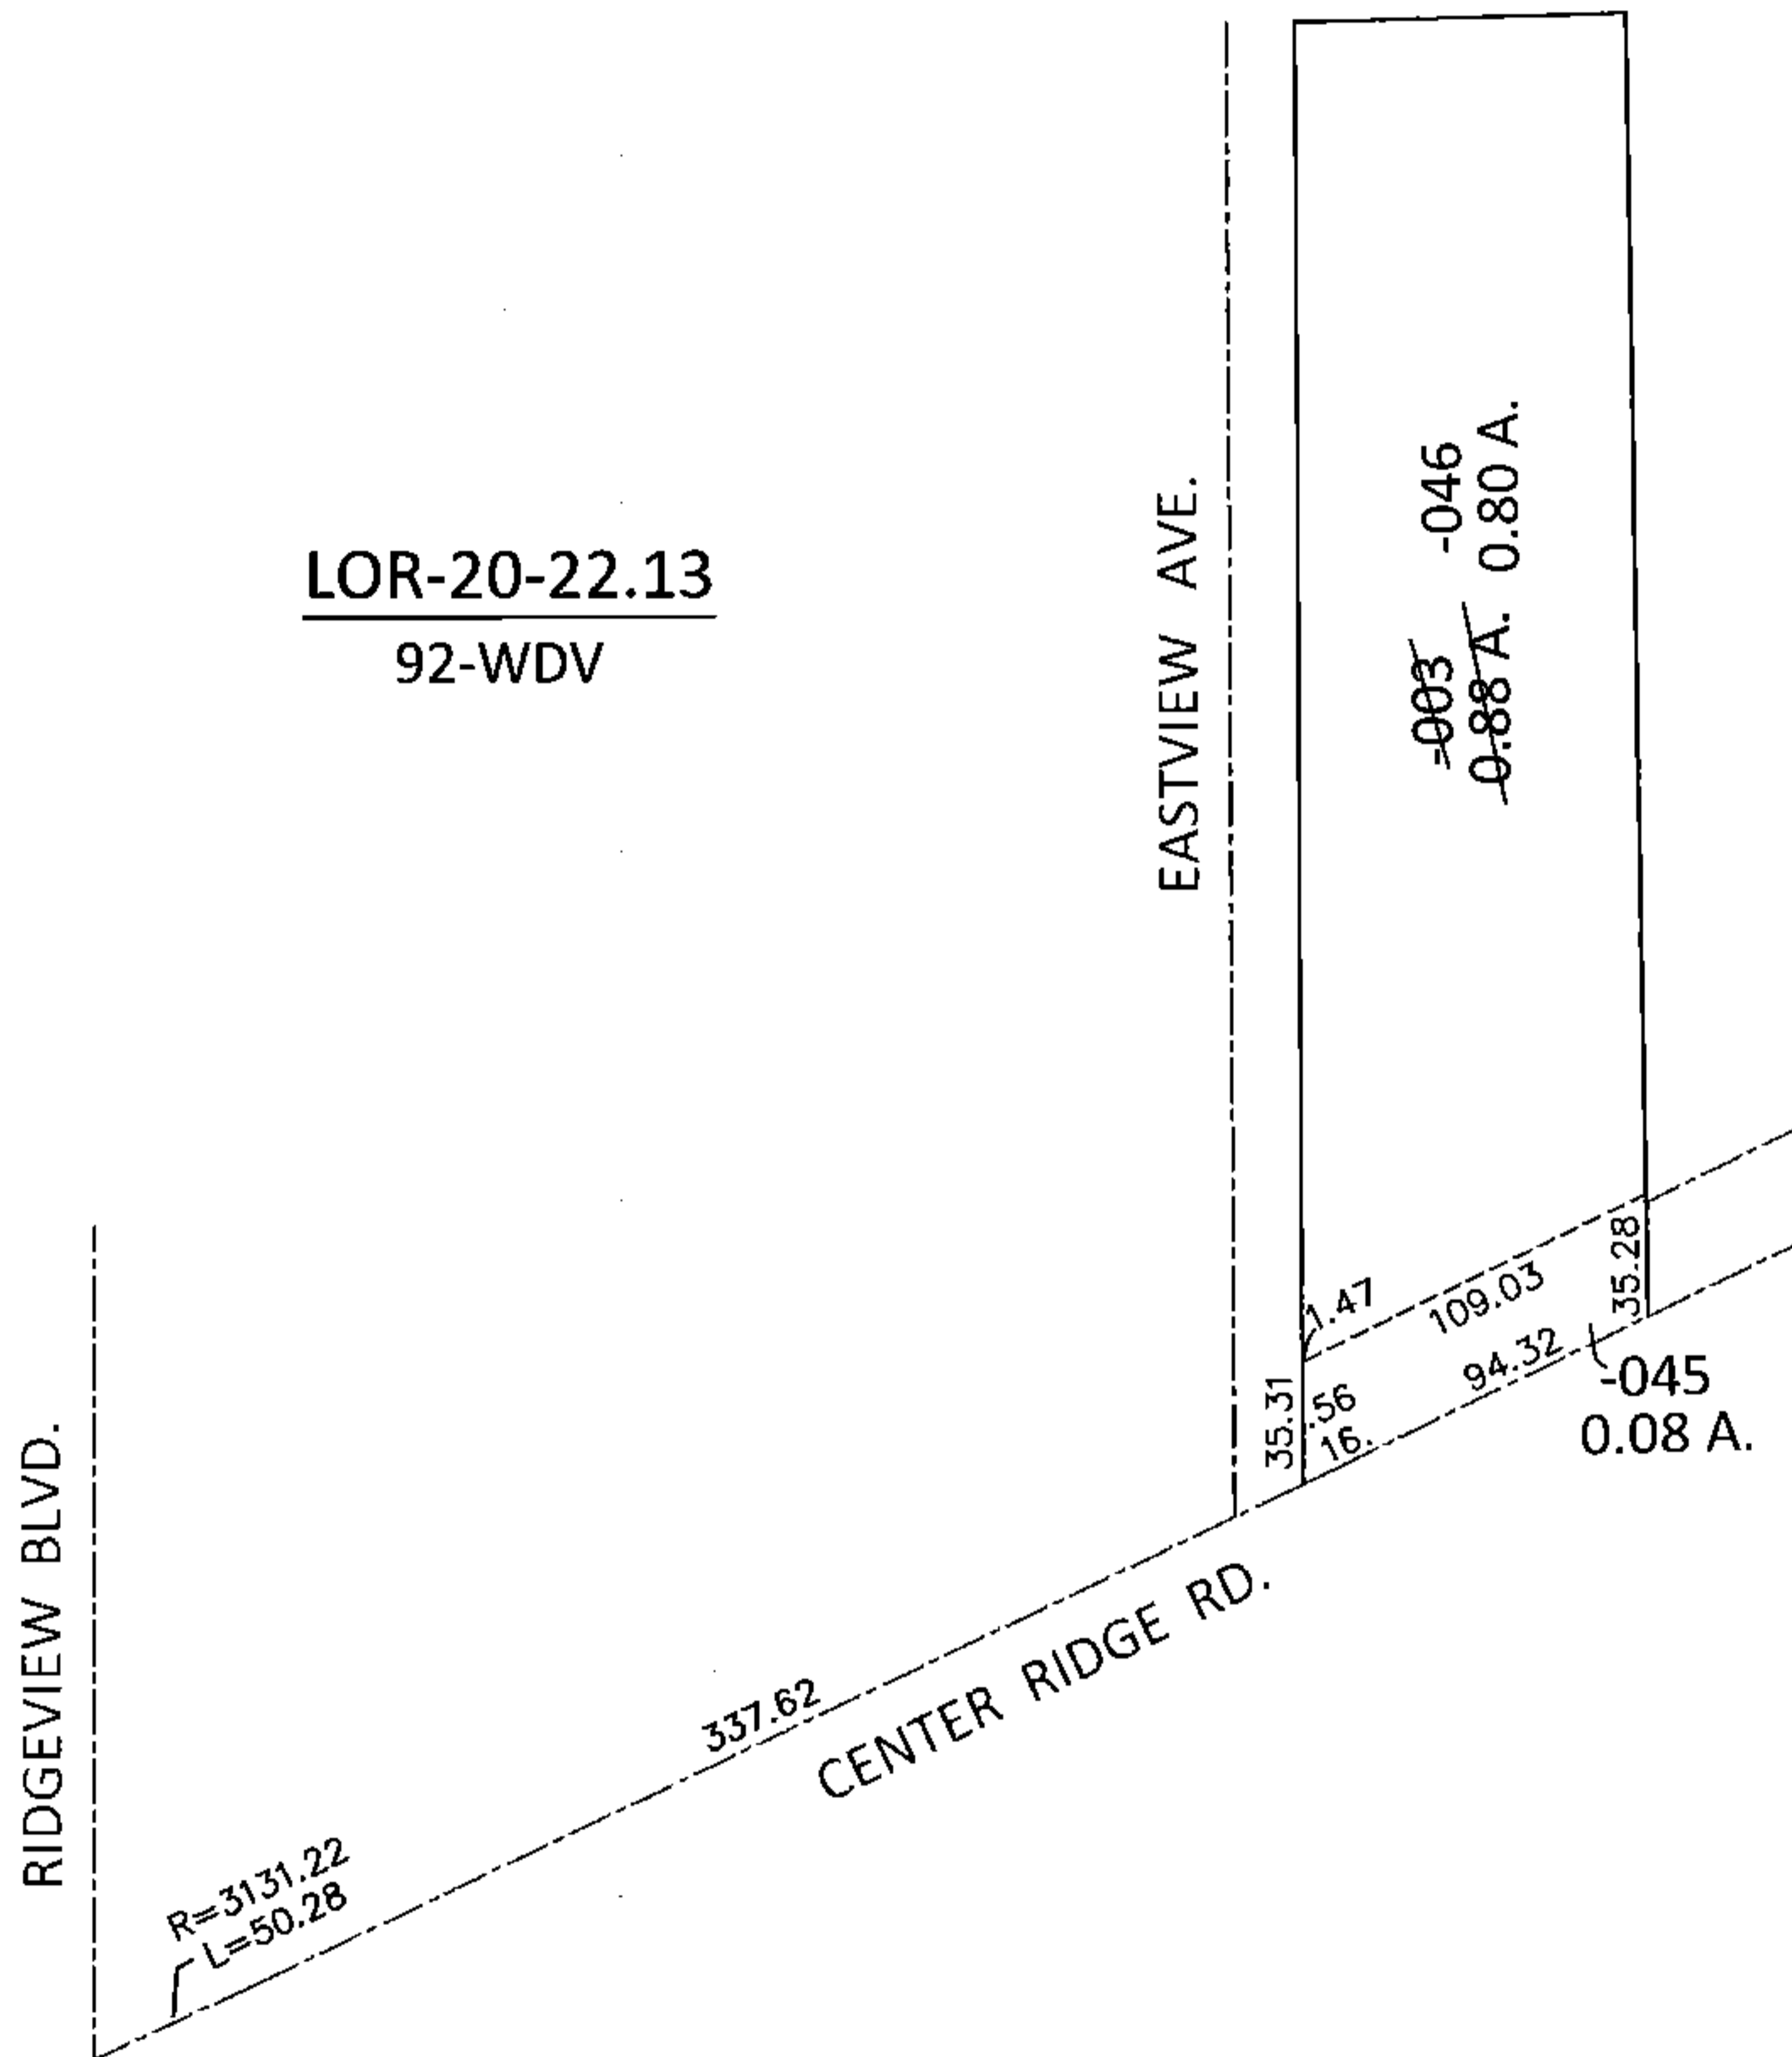 LOR-20-22.13
92-WDV
EASTVIEW AVE.
-003 -046
0.88 A. 0.80 A.
1.47
109.03
35.28
35.31
.56
16.
94.32
-045
0.08 A.
RIDGEVIEW BLVD.
337.62
CENTER RIDGE RD.
R=3131.22
L=50.28